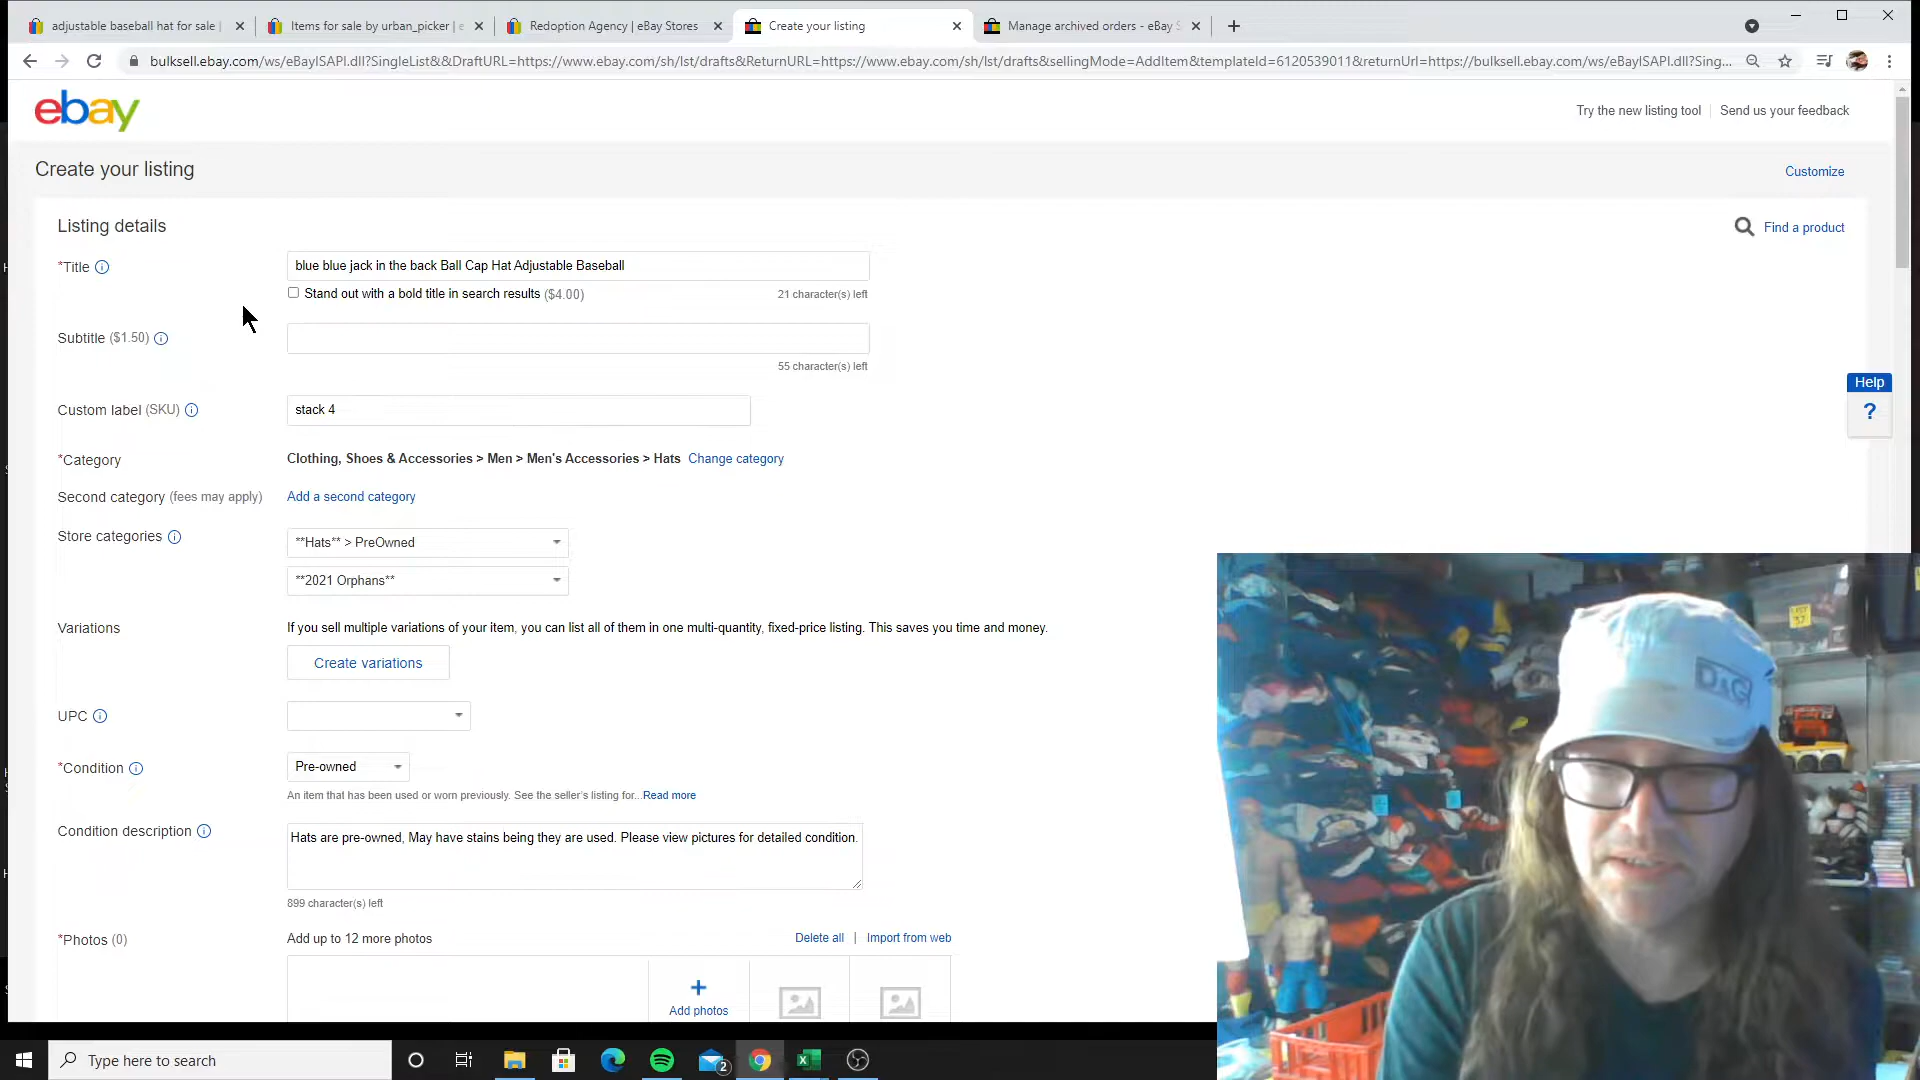 adjustable baseball hat for sale |
Items for sale by urban_picker | e
Redoption Agency | eBay Stores
Create your listing
Manage archived orders - eBay S
bulksell.ebay.com/ws/eBayISAPI.dll?SingleList&&DraftURL=https://www.ebay.com/sh/lst/drafts&ReturnURL=https://www.ebay.com/sh/lst/drafts&sellingMode=AddItem&templateId=6120539011&returnUrl=https://bulksell.ebay.com/ws/eBayISAPI.dll?Sing...
ebay
Try the new listing tool | Send us your feedback
Create your listing
Customize
Listing details
Find a product
*Title
blue blue jack in the back Ball Cap Hat Adjustable Baseball
Stand out with a bold title in search results ($4.00)
21 character(s) left
Subtitle ($1.50)
55 character(s) left
Help
?
Custom label (SKU)
stack 4
*Category
Clothing, Shoes & Accessories > Men > Men's Accessories > Hats Change category
Second category (fees may apply)
Add a second category
Store categories
**Hats** > PreOwned
**2021 Orphans**
Variations
If you sell multiple variations of your item, you can list all of them in one multi-quantity, fixed-price listing. This saves you time and money.
Create variations
UPC
*Condition
Pre-owned
An item that has been used or worn previously. See the seller's listing for...Read more
Condition description
Hats are pre-owned, May have stains being they are used. Please view pictures for detailed condition.
899 character(s) left
*Photos (0)
Add up to 12 more photos
Delete all | Import from web
Add photos
D&G
Type here to search
2